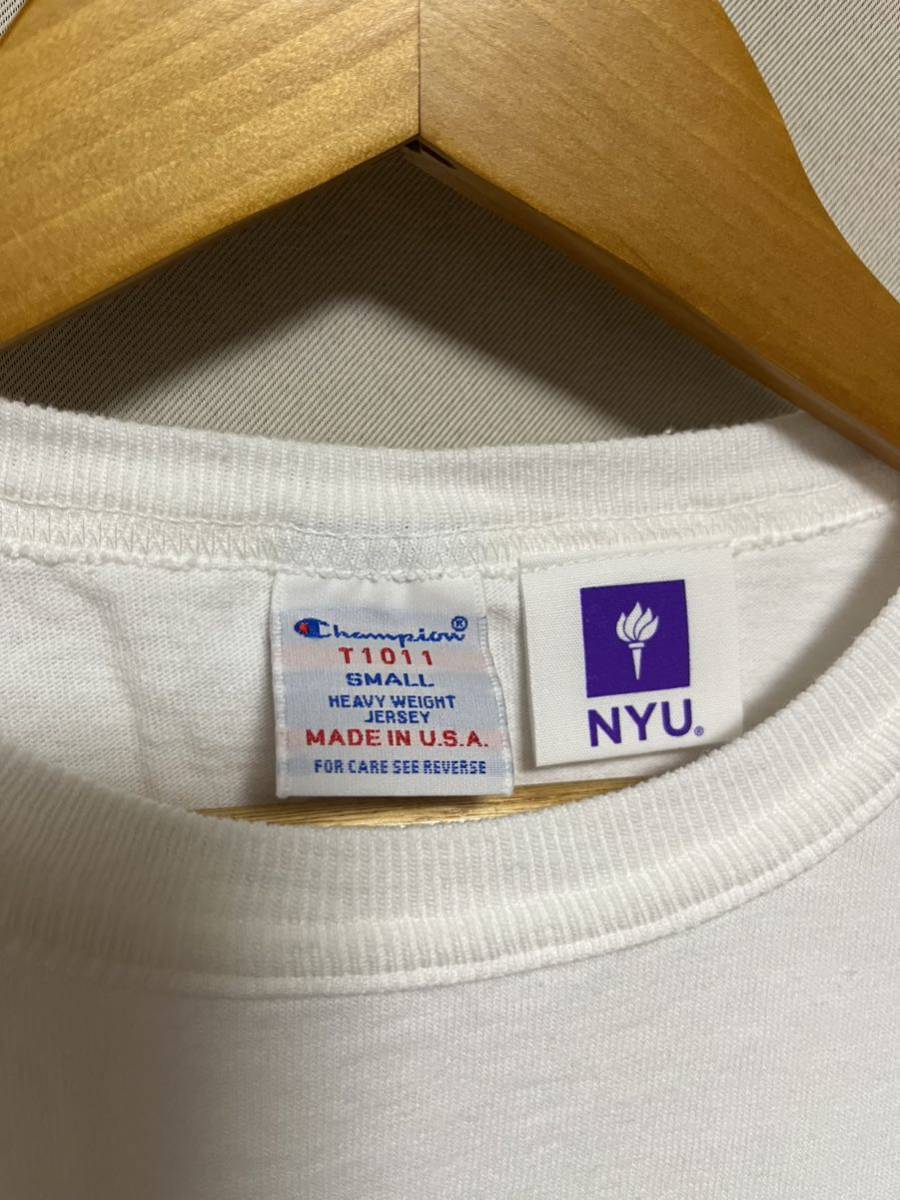 Champion®
T1011
SMALL
HEAVY WEIGHT
JERSEY
MADE IN U.S.A.
FOR CARE SEE REVERSE
NYU®